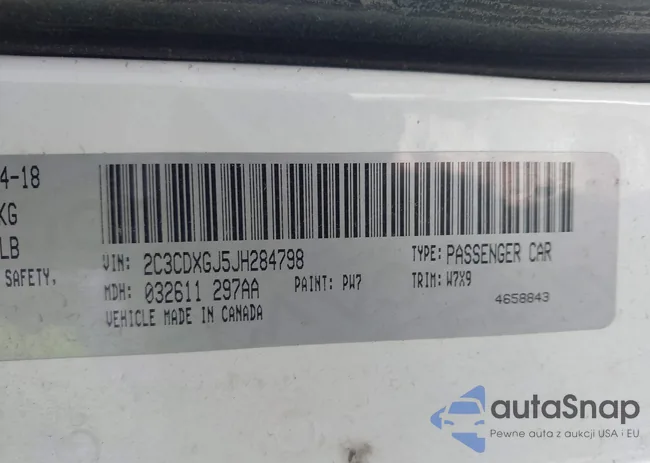 4-18
KG
LB
SAFETY,
VIN: 2C3CDXGJ5JH284798
TYPE: PASSENGER CAR
MDH: 032611 297AA
PAINT: PW7
TRIM: W7X9
VEHICLE MADE IN CANADA
4658843
autaSnap
Pewne auta z aukcji USA i EU